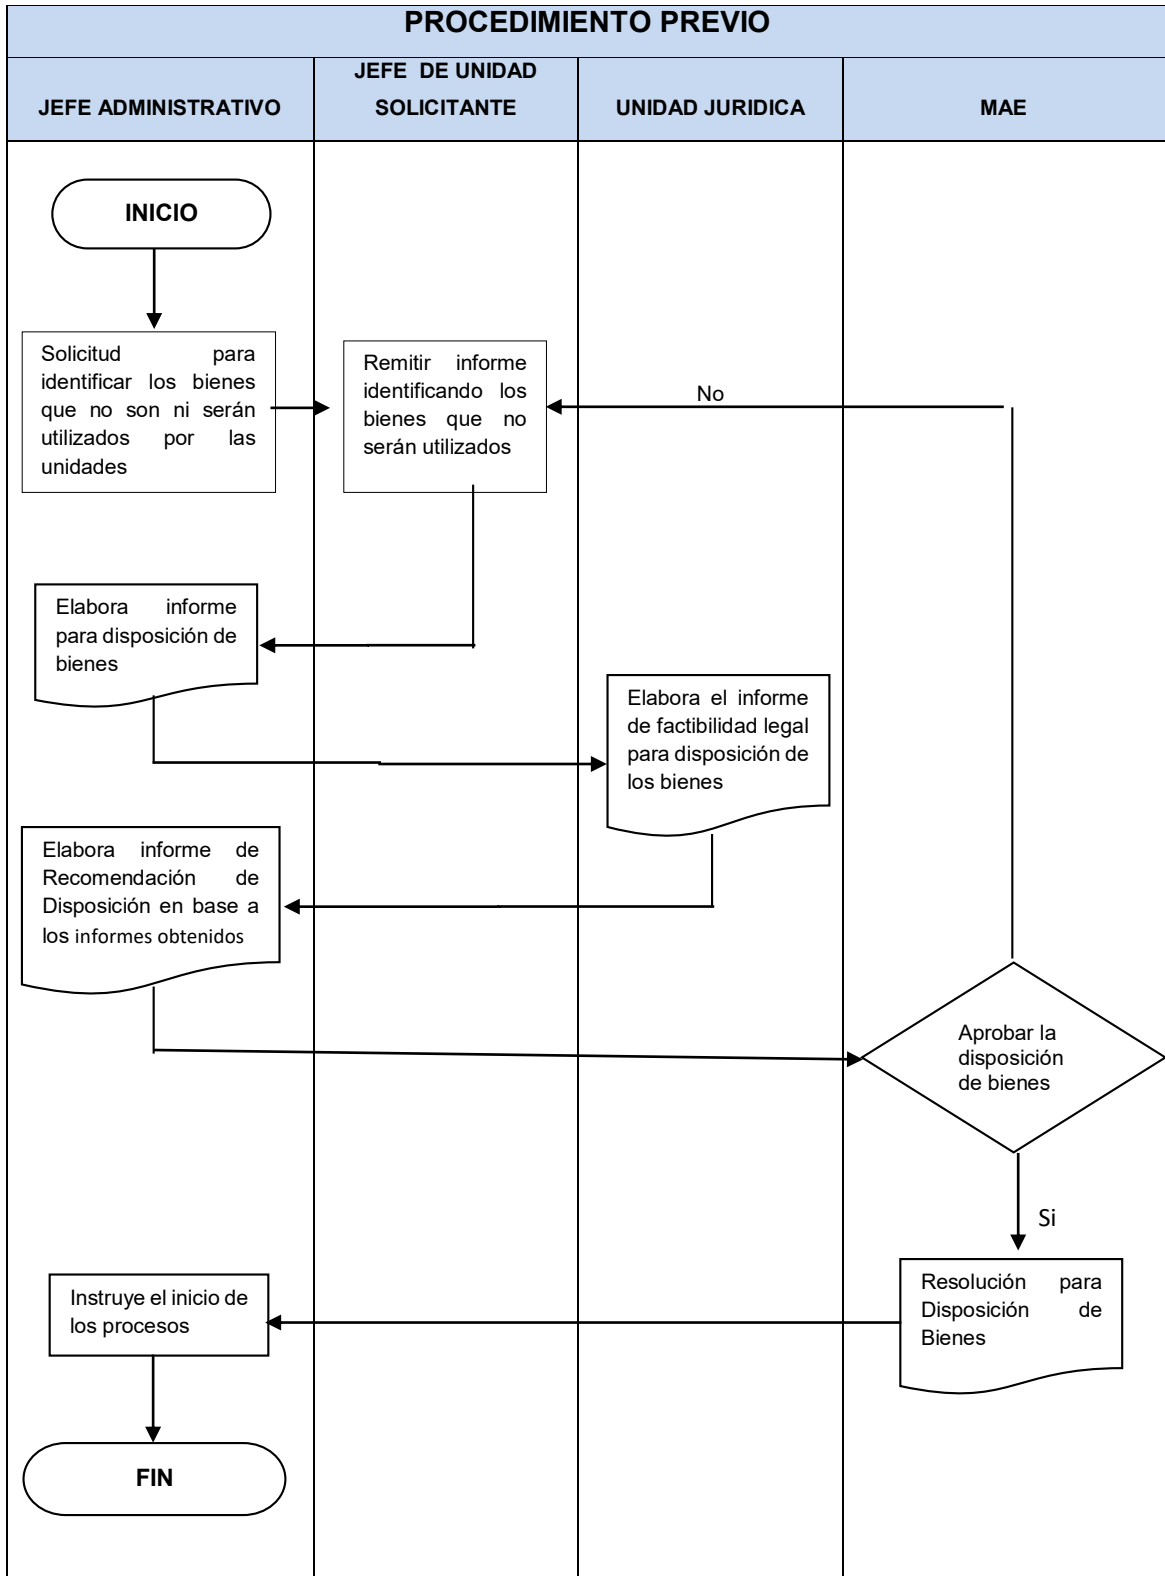 PROCEDIMIENTO PREVIO
JEFE ADMINISTRATIVO
JEFE DE UNIDAD
SOLICITANTE
UNIDAD JURIDICA
MAE
INICIO
Solicitud para
identificar los bienes
que no son ni serán
utilizados por las
unidades
Remitir informe
identificando los
bienes que no
serán utilizados
No
Elabora informe
para disposición de
bienes
Elabora el informe
de factibilidad legal
para disposición de
los bienes
Elabora informe de
Recomendación de
Disposición en base a
los informes obtenidos
Aprobar la
disposición
de bienes
Si
Resolución para
Disposición de
Bienes
Instruye el inicio de
los procesos
FIN